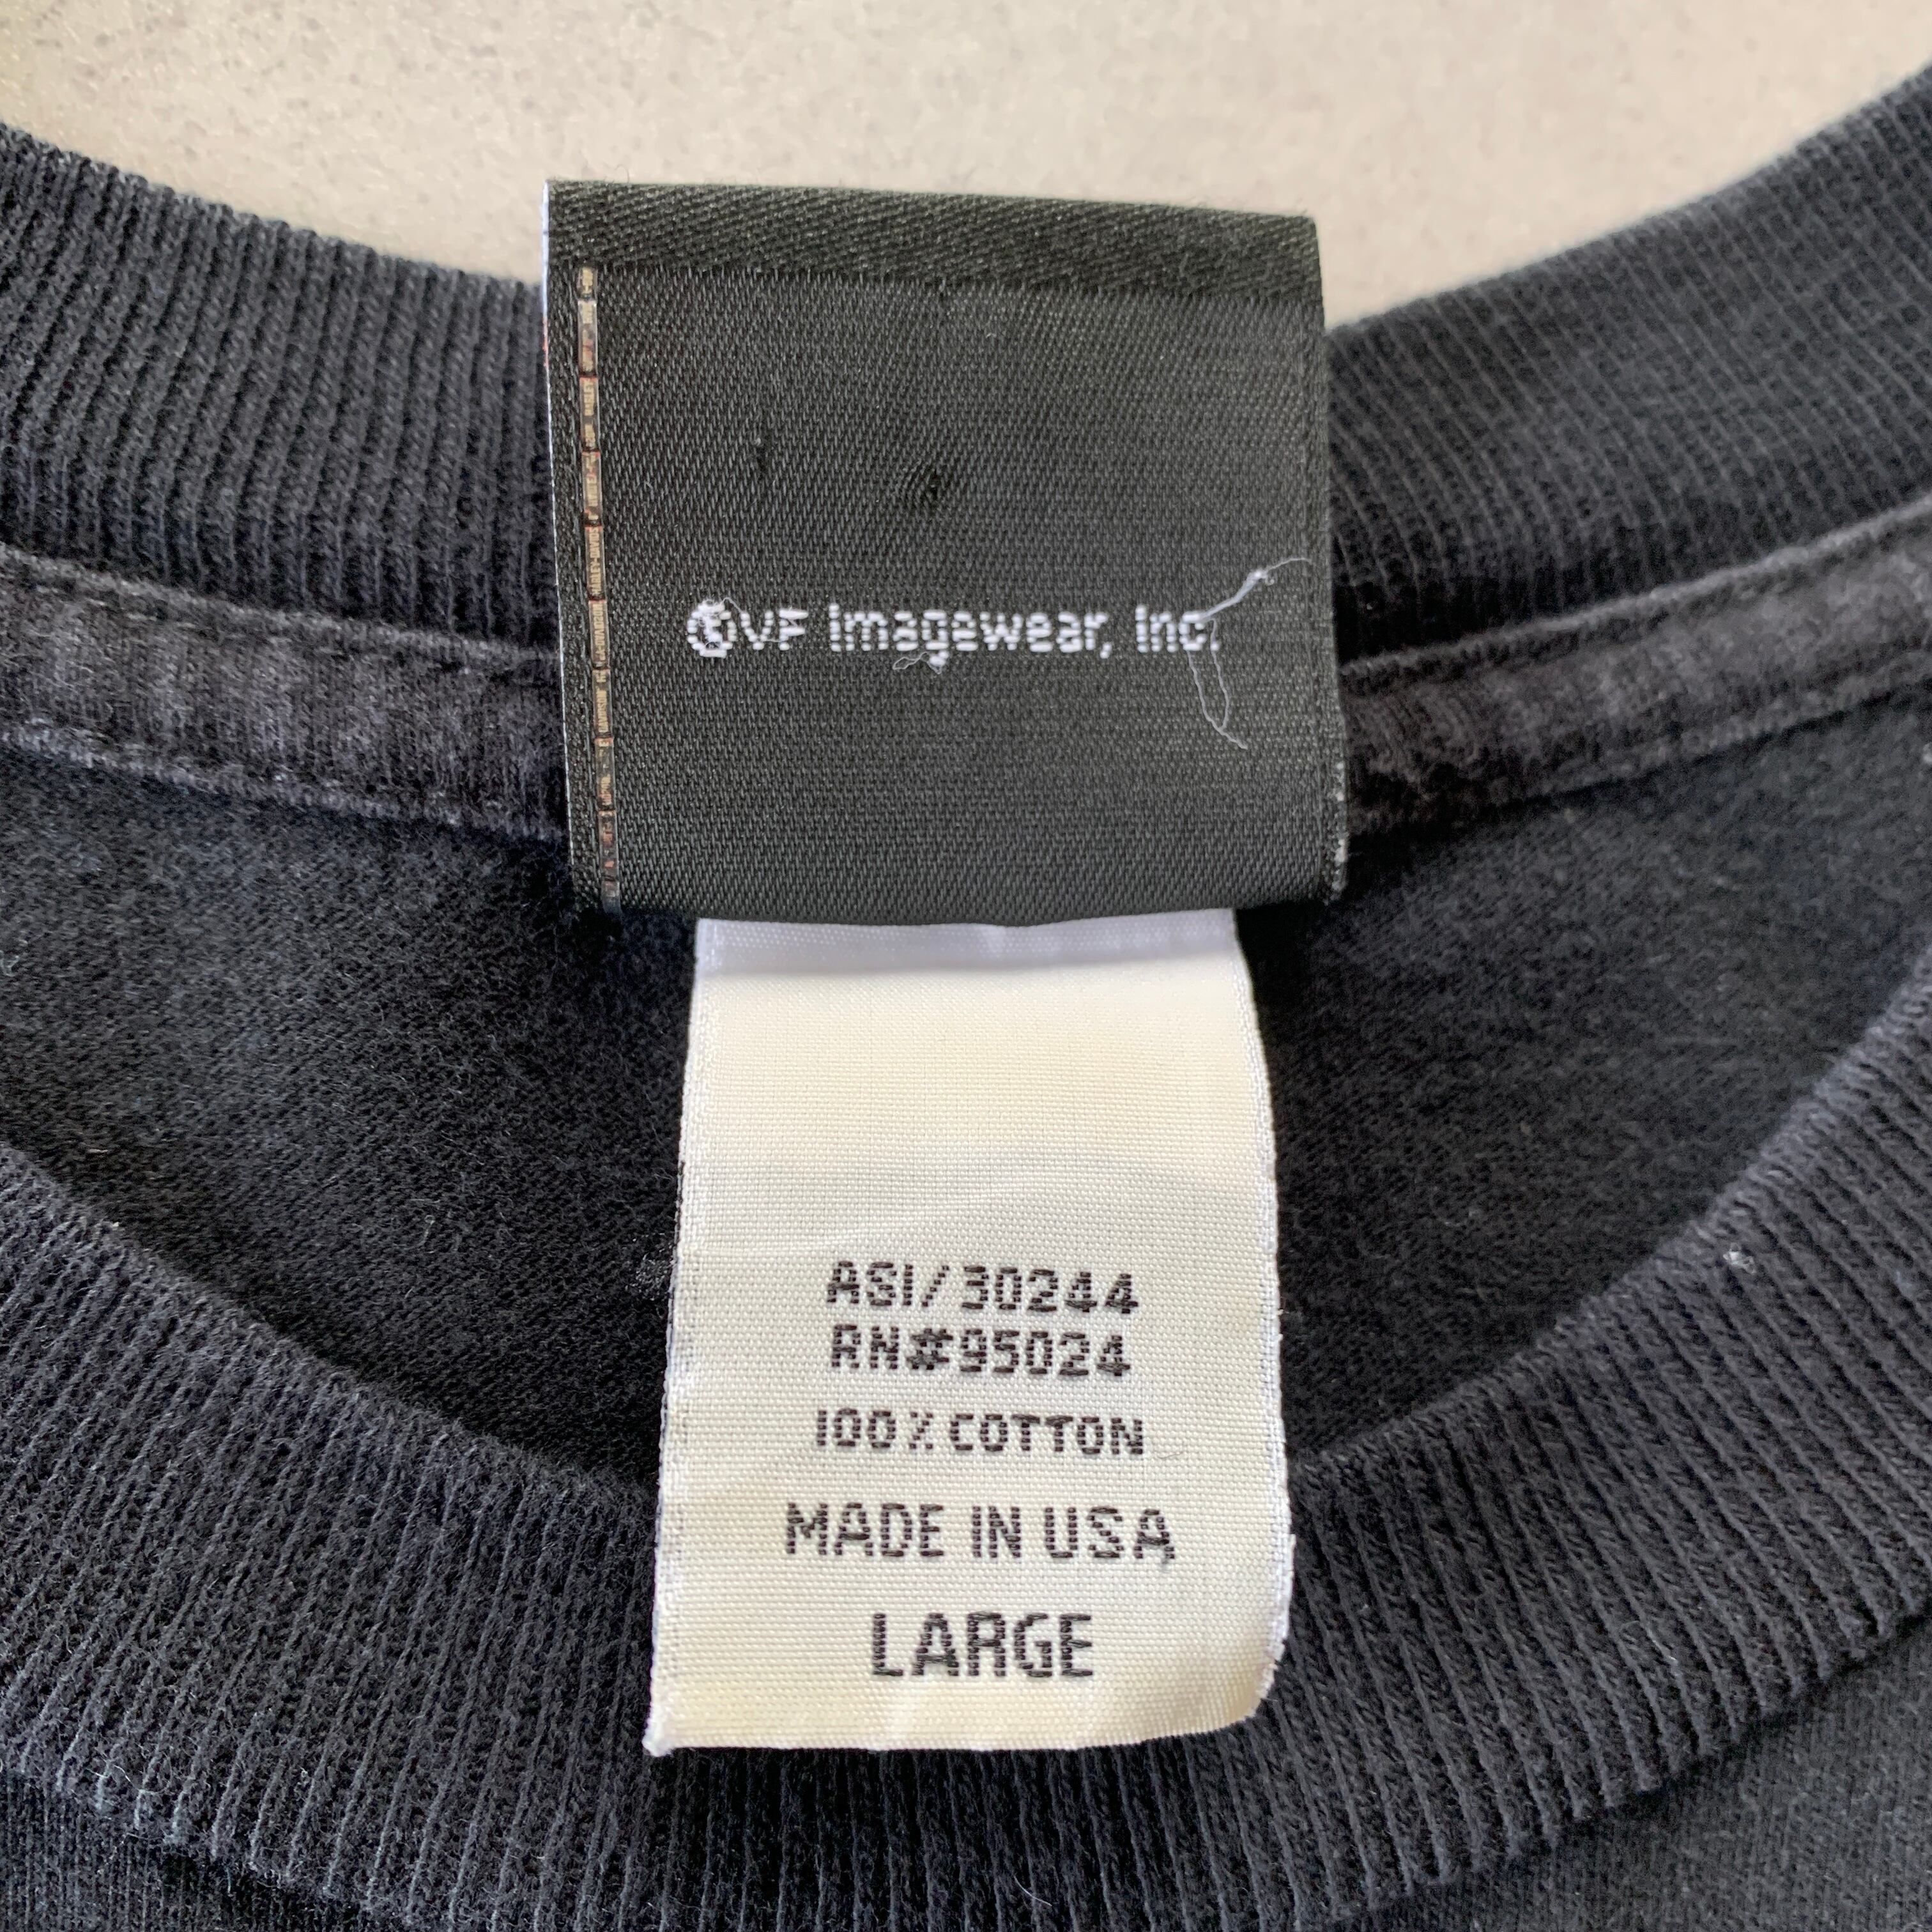 ©VF Imagewear, Inc.
ASI/30244
RN#95024
100% COTTON
MADE IN USA
LARGE